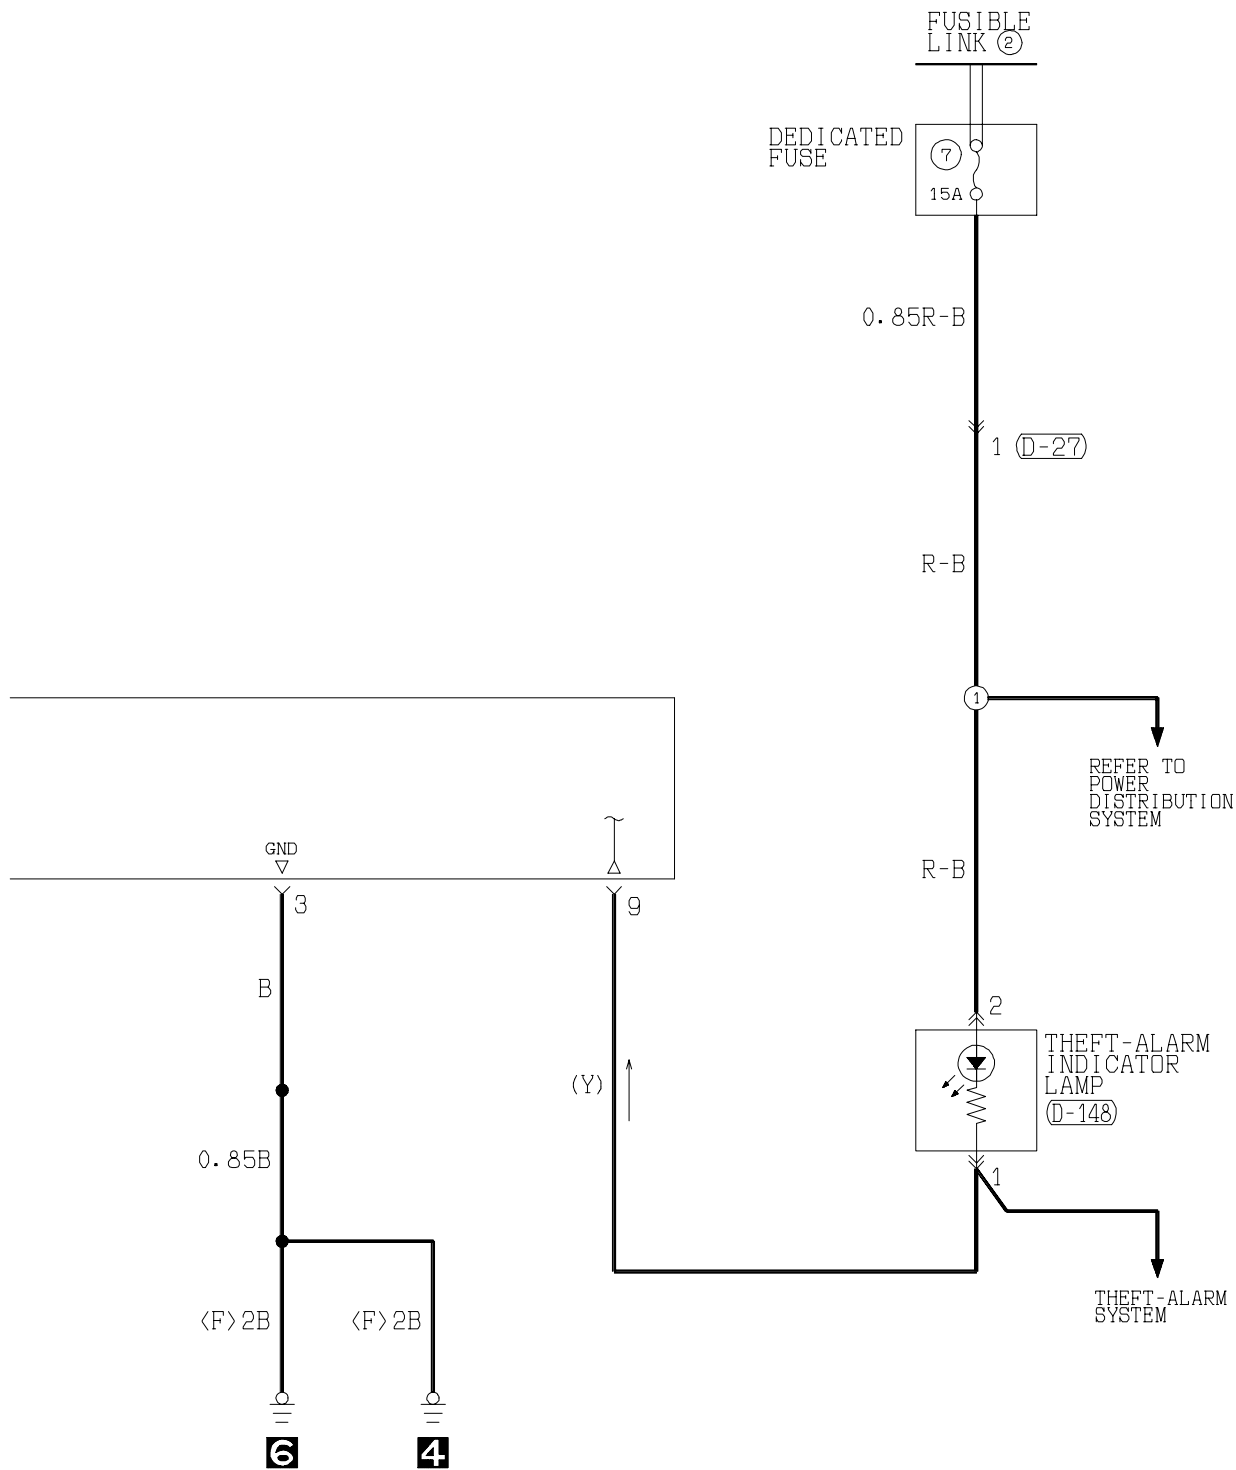 FUSIBLE
LINK ②
DEDICATED
FUSE
7
15A
0.85R-B
1 D-27
R-B
1
REFER TO
POWER
DISTRIBUTION
SYSTEM
GND
R-B
3
9
B
2
THEFT-ALARM
INDICATOR
LAMP
D-148
(Y)
0.85B
1
THEFT-ALARM
SYSTEM
<F>2B
<F>2B
6
4